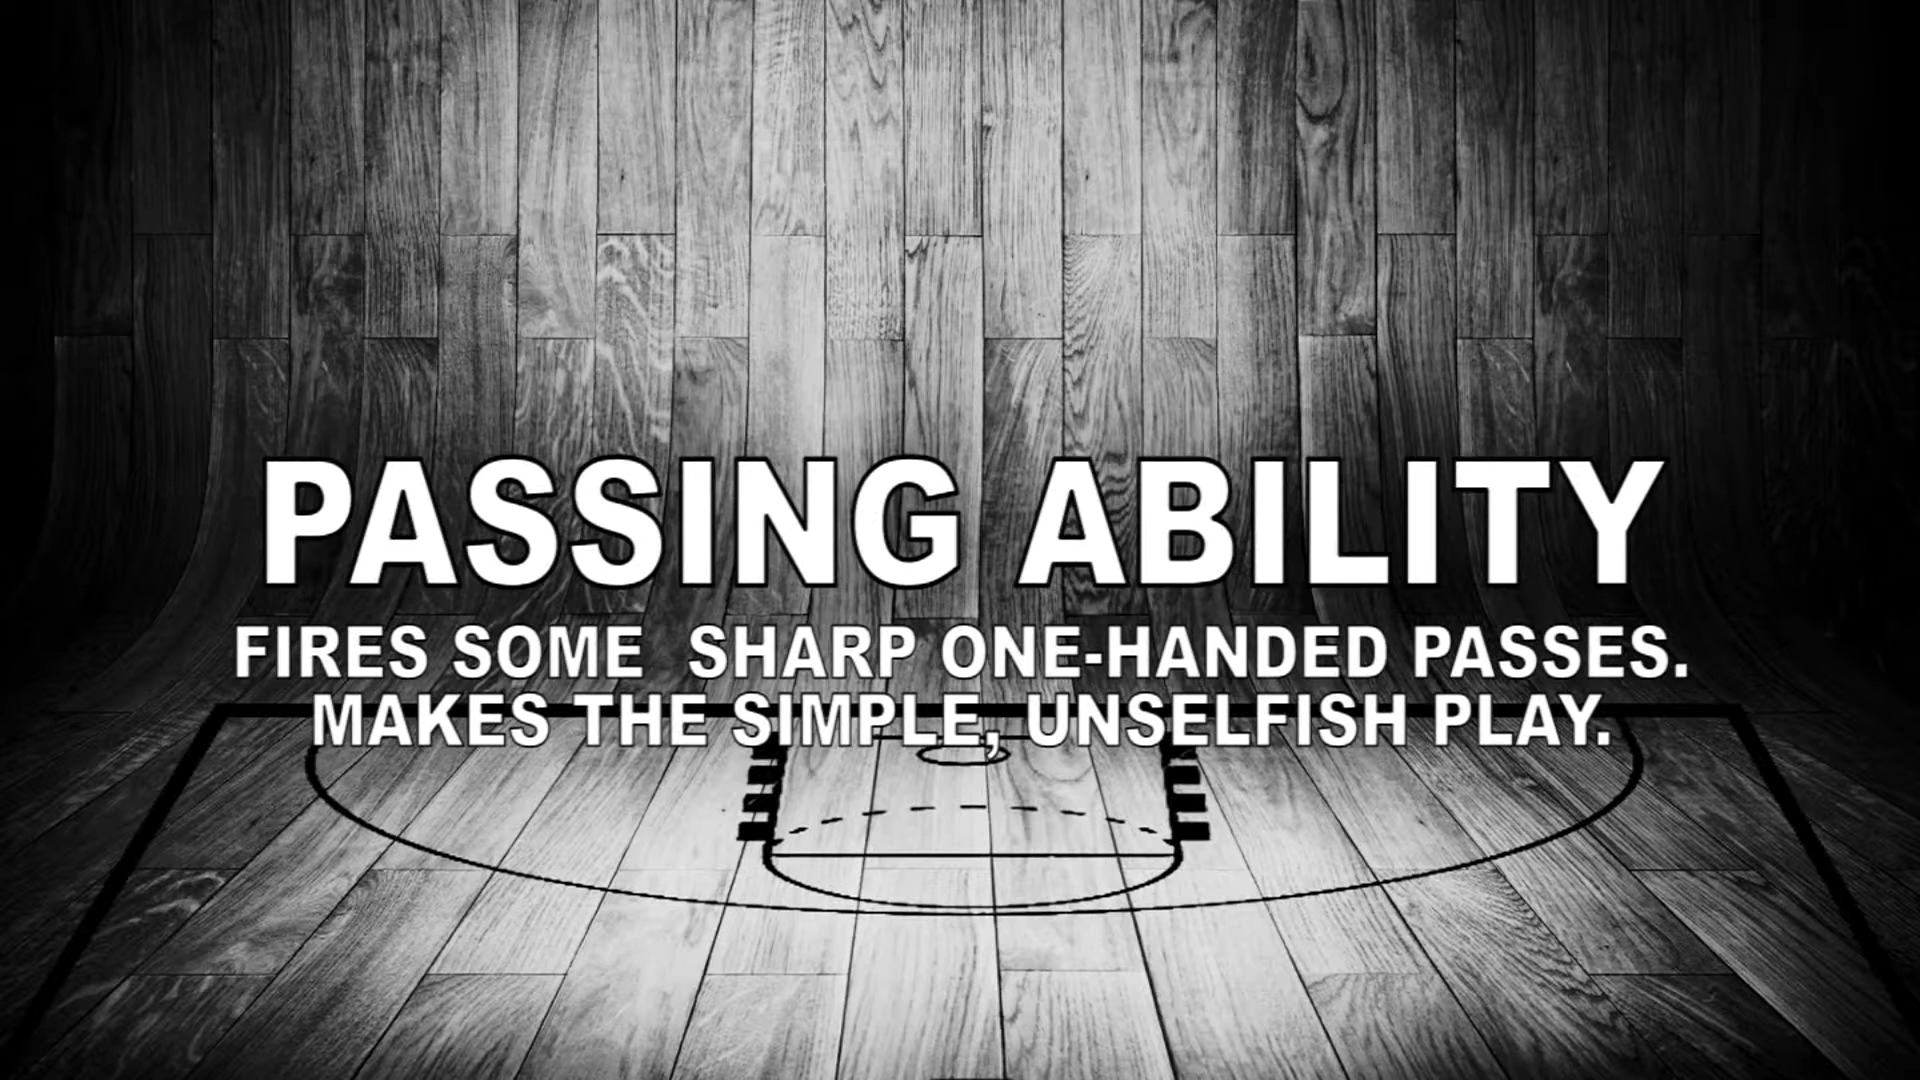 PASSING ABILITY
FIRES SOME  SHARP ONE-HANDED PASSES.
MAKES THE SIMPLE, UNSELFISH PLAY.